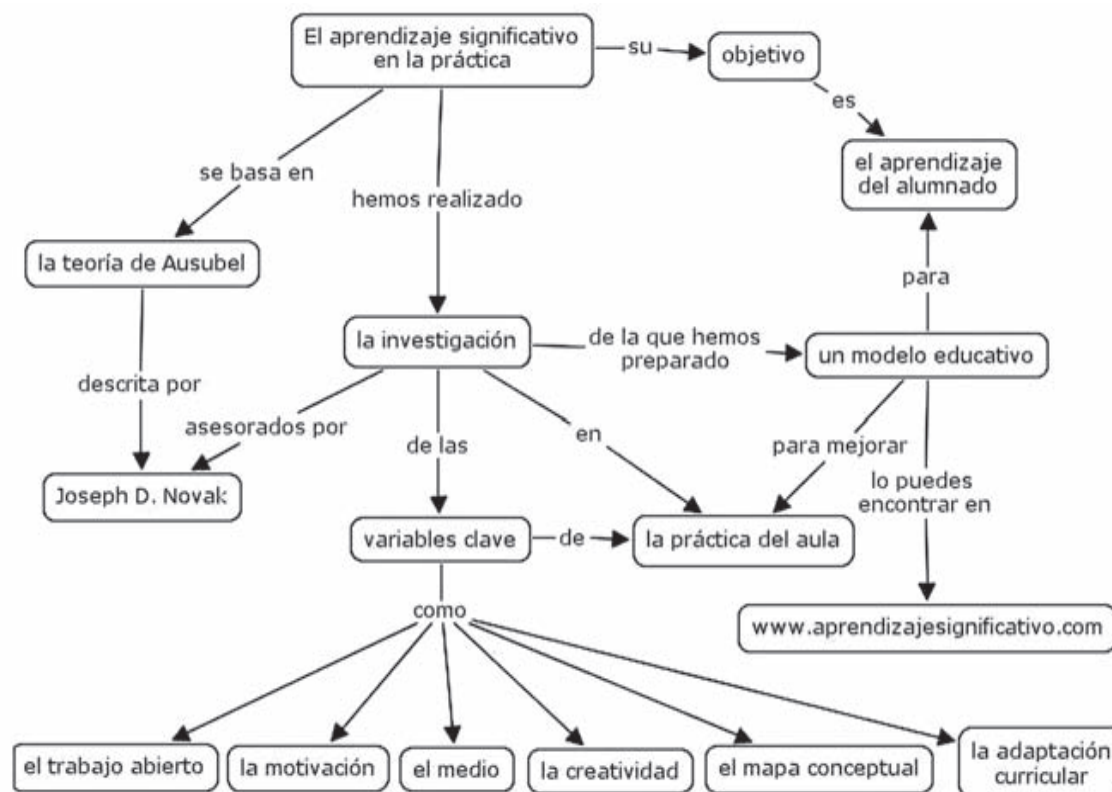 El aprendizaje significativo
en la práctica
su
objetivo
es
el aprendizaje
del alumnado
se basa en
hemos realizado
la teoría de Ausubel
para
la investigación
de la que hemos
preparado
un modelo educativo
descrita por
asesorados por
de las
en
para mejorar
lo puedes
encontrar en
Joseph D. Novak
variables clave
de
la práctica del aula
como
www.aprendizajesignificativo.com
el trabajo abierto
la motivación
el medio
la creatividad
el mapa conceptual
la adaptación
curricular